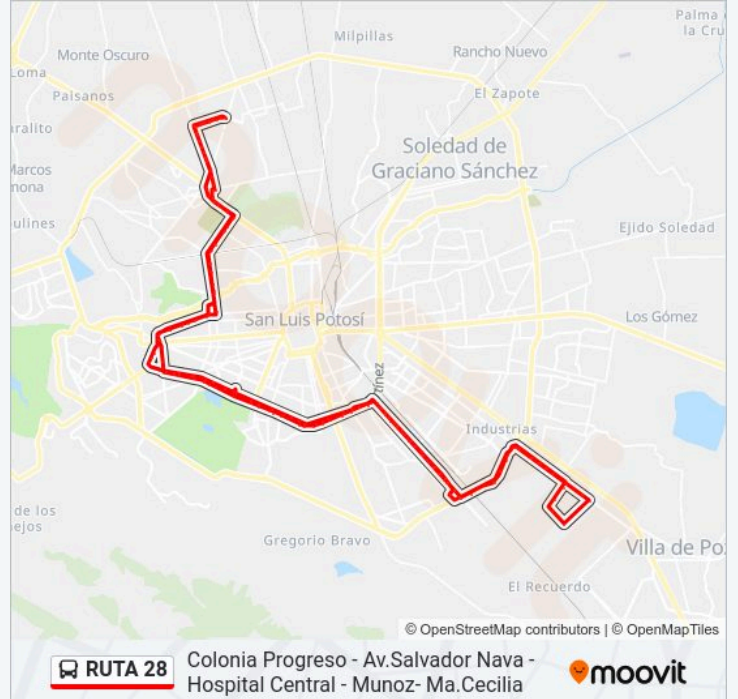 Palma
la Cru
Milpillas
Monte Oscuro
Rancho Nuevo
Loma
Paisanos
El Zapote
aralito
Soledad de
Graciano Sánchez
Marcos
nona
ulines
Ejido Soledad
San Luis Potosí
Los Gómez
tínez
Industrias
de los
ejos
Gregorio Bravo
Villa de Poz
El Recuerdo
© OpenStreetMap contributors | © OpenMapTiles
RUTA 28
Colonia Progreso - Av.Salvador Nava -
Hospital Central - Munoz- Ma.Cecilia
moovit